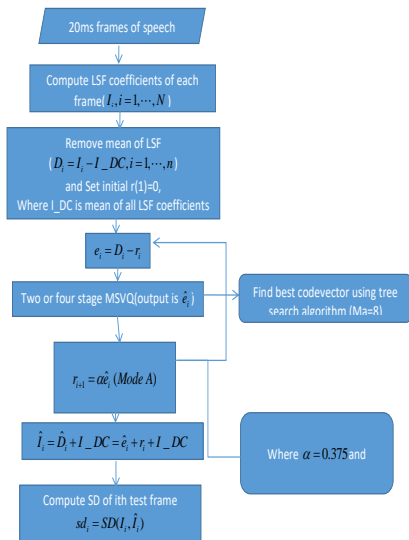 20ms frames of speech
Compute LSF coefficients of each
frame( I_i, i = 1,⋯, N )
Remove mean of LSF
( D_i = I_i − I_DC, i = 1,⋯, n )
and Set initial r(1)=0,
Where I_DC is mean of all LSF coefficients
e_i = D_i − r_i
Two or four stage MSVQ(output is ê_i )
Find best codevector using tree
search algorithm (Ma=8)
r_{i+1} = αê_i (Mode A)
Î_i = D̂_i + I_DC = ê_i + r_i + I_DC
Where α = 0.375 and
Compute SD of ith test frame
sd_i = SD(I_i, Î_i)